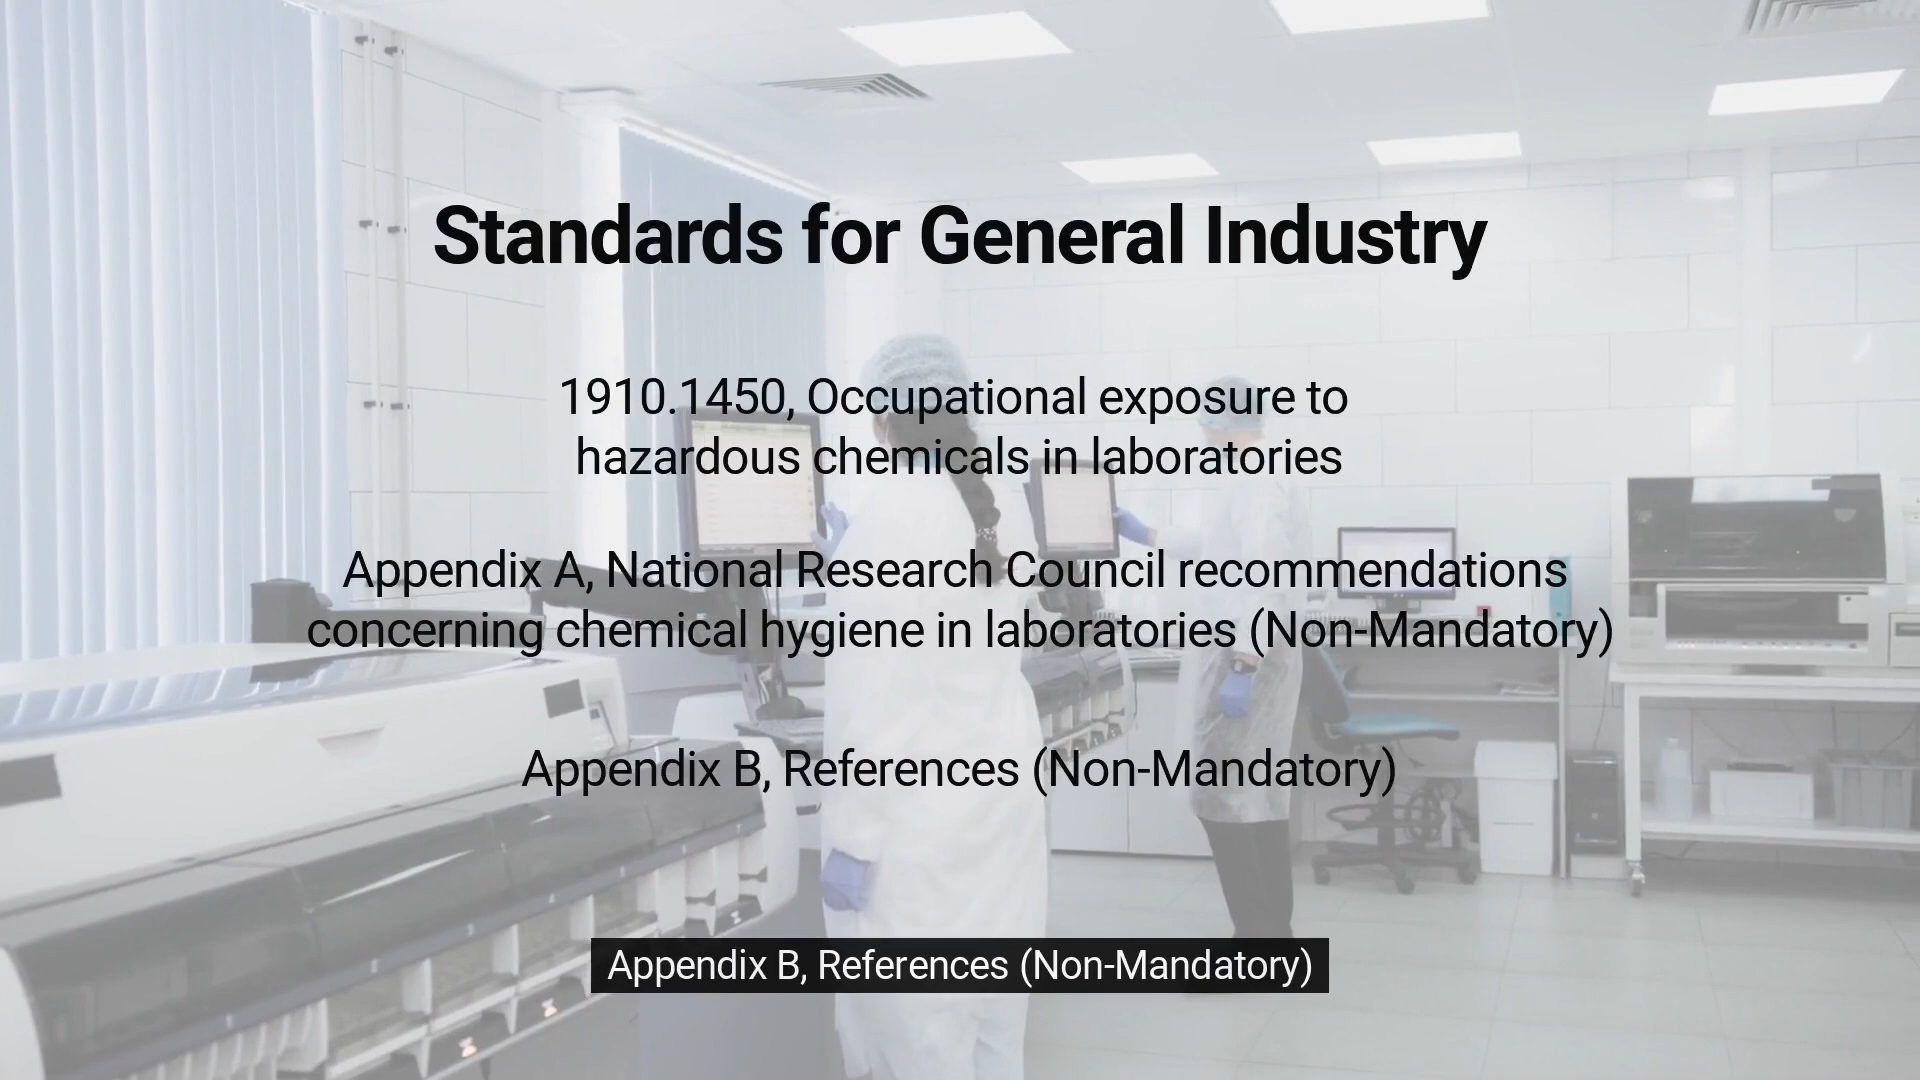 Standards for General Industry
1910.1450, Occupational exposure to
hazardous chemicals in laboratories
Appendix A, National Research Council recommendations
concerning chemical hygiene in laboratories (Non-Mandatory)
Appendix B, References (Non-Mandatory)
Appendix B, References (Non-Mandatory)